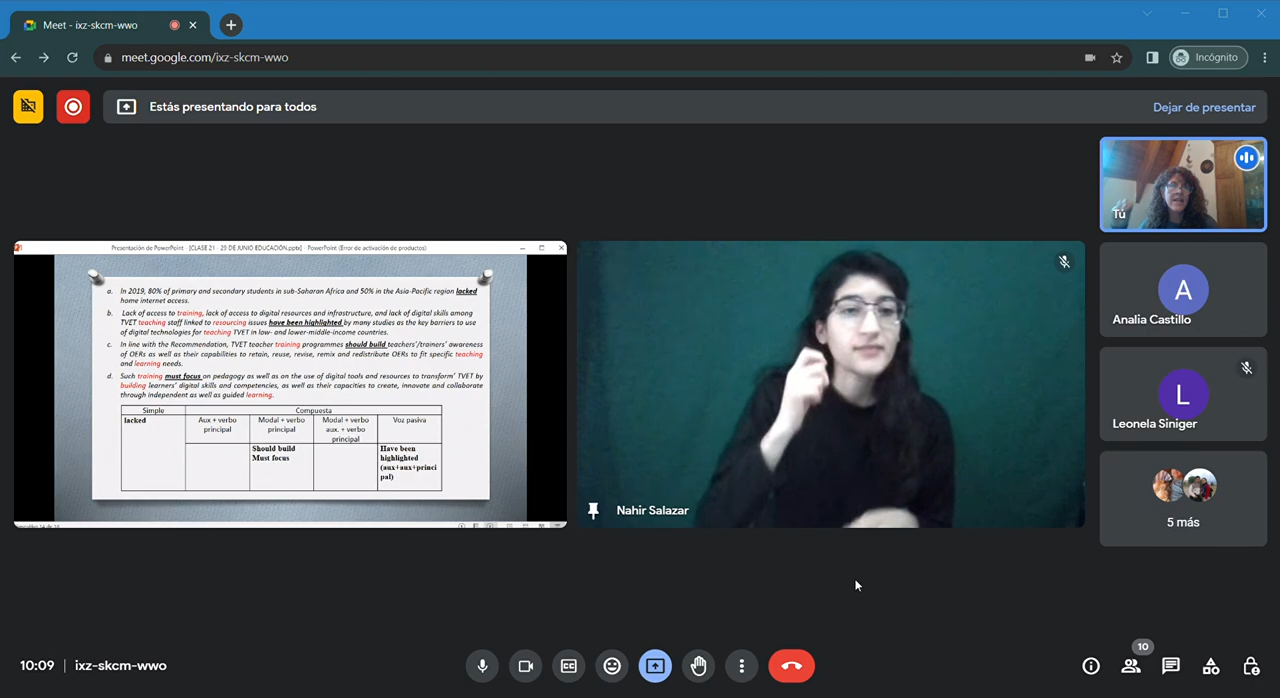 Meet - ixz-skcm-wwo
meet.google.com/ixz-skcm-wwo
Incógnito
Estás presentando para todos
Dejar de presentar
Tú
Presentación de PowerPoint - [CLASE 21 - 29 DE JUNIO EDUCACIÓN.pptx] - PowerPoint (Error de activación de productos)
a. In 2019, 80% of primary and secondary students in sub-Saharan Africa and 50% in the Asia-Pacific region lacked
home internet access.
b. Lack of access to training, lack of access to digital resources and infrastructure, and lack of digital skills among
TVET teaching staff linked to resourcing issues have been highlighted by many studies as the key barriers to use
of digital technologies for teaching TVET in low- and lower-middle-income countries.
c. In line with the Recommendation, TVET teacher training programmes should build teachers'/trainers' awareness
of OERs as well as their capabilities to retain, reuse, revise, remix and redistribute OERs to fit specific teaching
and learning needs.
d. Such training must focus on pedagogy as well as on the use of digital tools and resources to transform' TVET by
building learners' digital skills and competencies, as well as their capacities to create, innovate and collaborate
through independent as well as guided learning.
Simple Compuesta
lacked Aux + verbo principal Modal + verbo principal Modal + verbo aux. + verbo principal Voz pasiva
Should build
Must focus
Have been
highlighted
(aux+aux+princi
pal)
Nahir Salazar
A
Analia Castillo
L
Leonela Siniger
5 más
10:09 | ixz-skcm-wwo
10